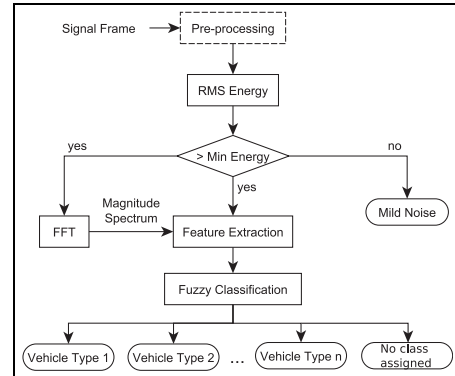 Signal Frame
Pre-processing
RMS Energy
yes
> Min Energy
no
yes
Magnitude
Spectrum
Mild Noise
FFT
Feature Extraction
Fuzzy Classification
Vehicle Type 1
Vehicle Type 2
...
Vehicle Type n
No class
assigned